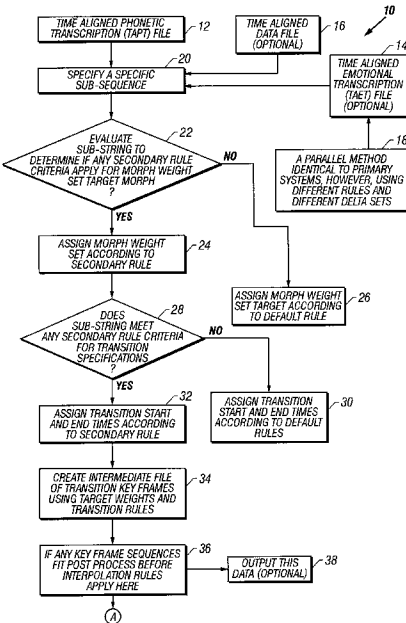 10
TIME ALIGNED PHONETIC
TRANSCRIPTION (TAPT) FILE
12
TIME ALIGNED
DATA FILE
(OPTIONAL)
16
14
TIME ALIGNED
EMOTIONAL
TRANSCRIPTION
(TAET) FILE
(OPTIONAL)
20
SPECIFY A SPECIFIC
SUB-SEQUENCE
18
A PARALLEL METHOD
IDENTICAL TO PRIMARY
SYSTEMS, HOWEVER, USING
DIFFERENT RULES AND
DIFFERENT DELTA SETS
22
EVALUATE
SUB-STRING TO
DETERMINE IF ANY SECONDARY RULE
CRITERIA APPLY FOR MORPH WEIGHT
SET TARGET MORPH
?
NO
YES
ASSIGN MORPH WEIGHT
SET ACCORDING TO
SECONDARY RULE
24
ASSIGN MORPH WEIGHT
SET TARGET ACCORDING
TO DEFAULT RULE
26
28
DOES
SUB-STRING MEET
ANY SECONDARY RULE CRITERIA
FOR TRANSITION
SPECIFICATIONS
?
NO
YES
32
ASSIGN TRANSITION START
AND END TIMES ACCORDING
TO SECONDARY RULE
ASSIGN TRANSITION
START AND END TIMES
ACCORDING TO DEFAULT
RULES
30
CREATE INTERMEDIATE FILE
OF TRANSITION KEY FRAMES
USING TARGET WEIGHTS AND
TRANSITION RULES
34
36
IF ANY KEY FRAME SEQUENCES
FIT POST PROCESS BEFORE
INTERPOLATION RULES
APPLY HERE
OUTPUT THIS
DATA (OPTIONAL)
38
A